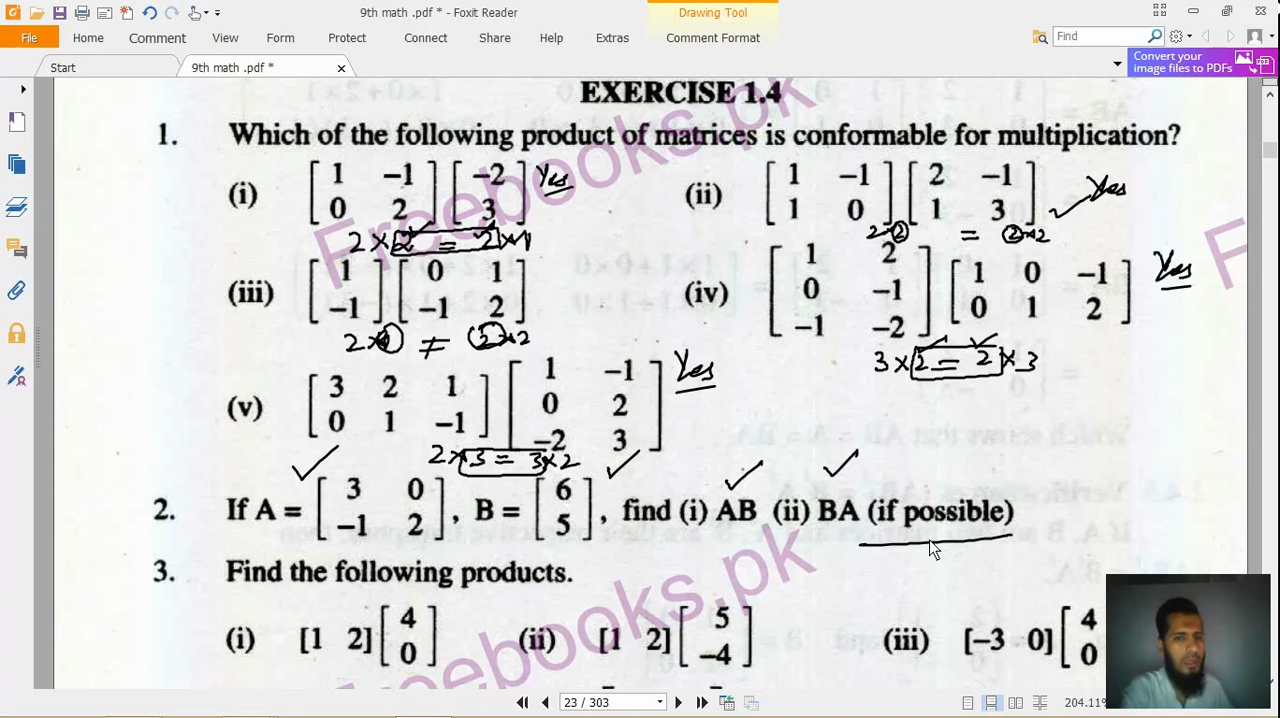 9th math .pdf * - Foxit Reader
Drawing Tool
File Home Comment View Form Protect Connect Share Help Extras Comment Format
Find
Start
9th math .pdf *
Convert your
image files to PDFs
EXERCISE 1.4
1. Which of the following product of matrices is conformable for multiplication?
(i) [1 -1; 0 2] [-2; 3] Yes
2×2 = 2×1
(ii) [1 -1; 1 0] [2 -1; 1 3] Yes
2×2 = 2×2
(iii) [1; -1] [0 1; -1 2]
2×1 ≠ 2×2
(iv) [1 2; 0 -1; -1 -2] [1 0 -1; 0 1 2] Yes
3×2 = 2×3
(v) [3 2 1; 0 1 -1] [1 -1; 0 2; -2 3] Yes
2×3 = 3×2
2. If A = [3 0; -1 2], B = [6; 5], find (i) AB (ii) BA (if possible)
3. Find the following products.
(i) [1 2] [4; 0] (ii) [1 2] [5; -4] (iii) [-3 0] [4; 0]
Freebooks.pk
Freebooks.pk
23 / 303
204.11%